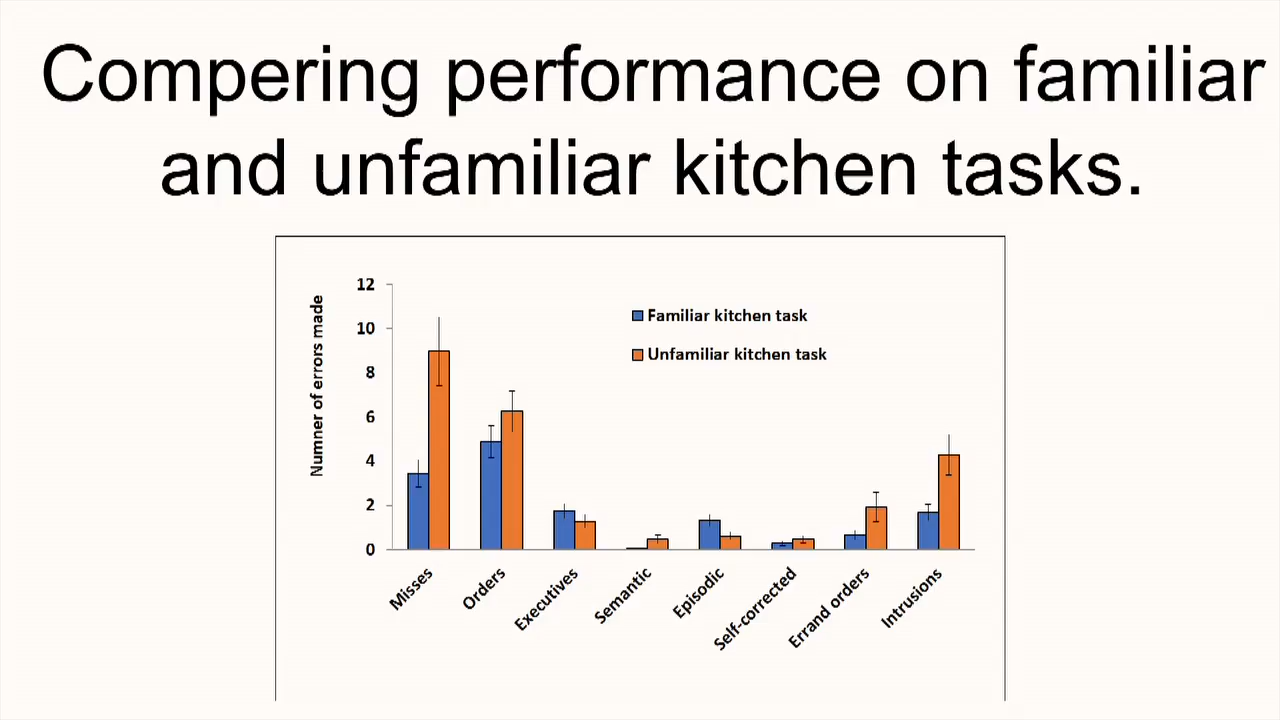 Compering performance on familiar
and unfamiliar kitchen tasks.
Numner of errors made
12
10
8
6
4
2
0
Familiar kitchen task
Unfamiliar kitchen task
Misses
Orders
Executives
Semantic
Episodic
Self-corrected
Errand orders
Intrusions